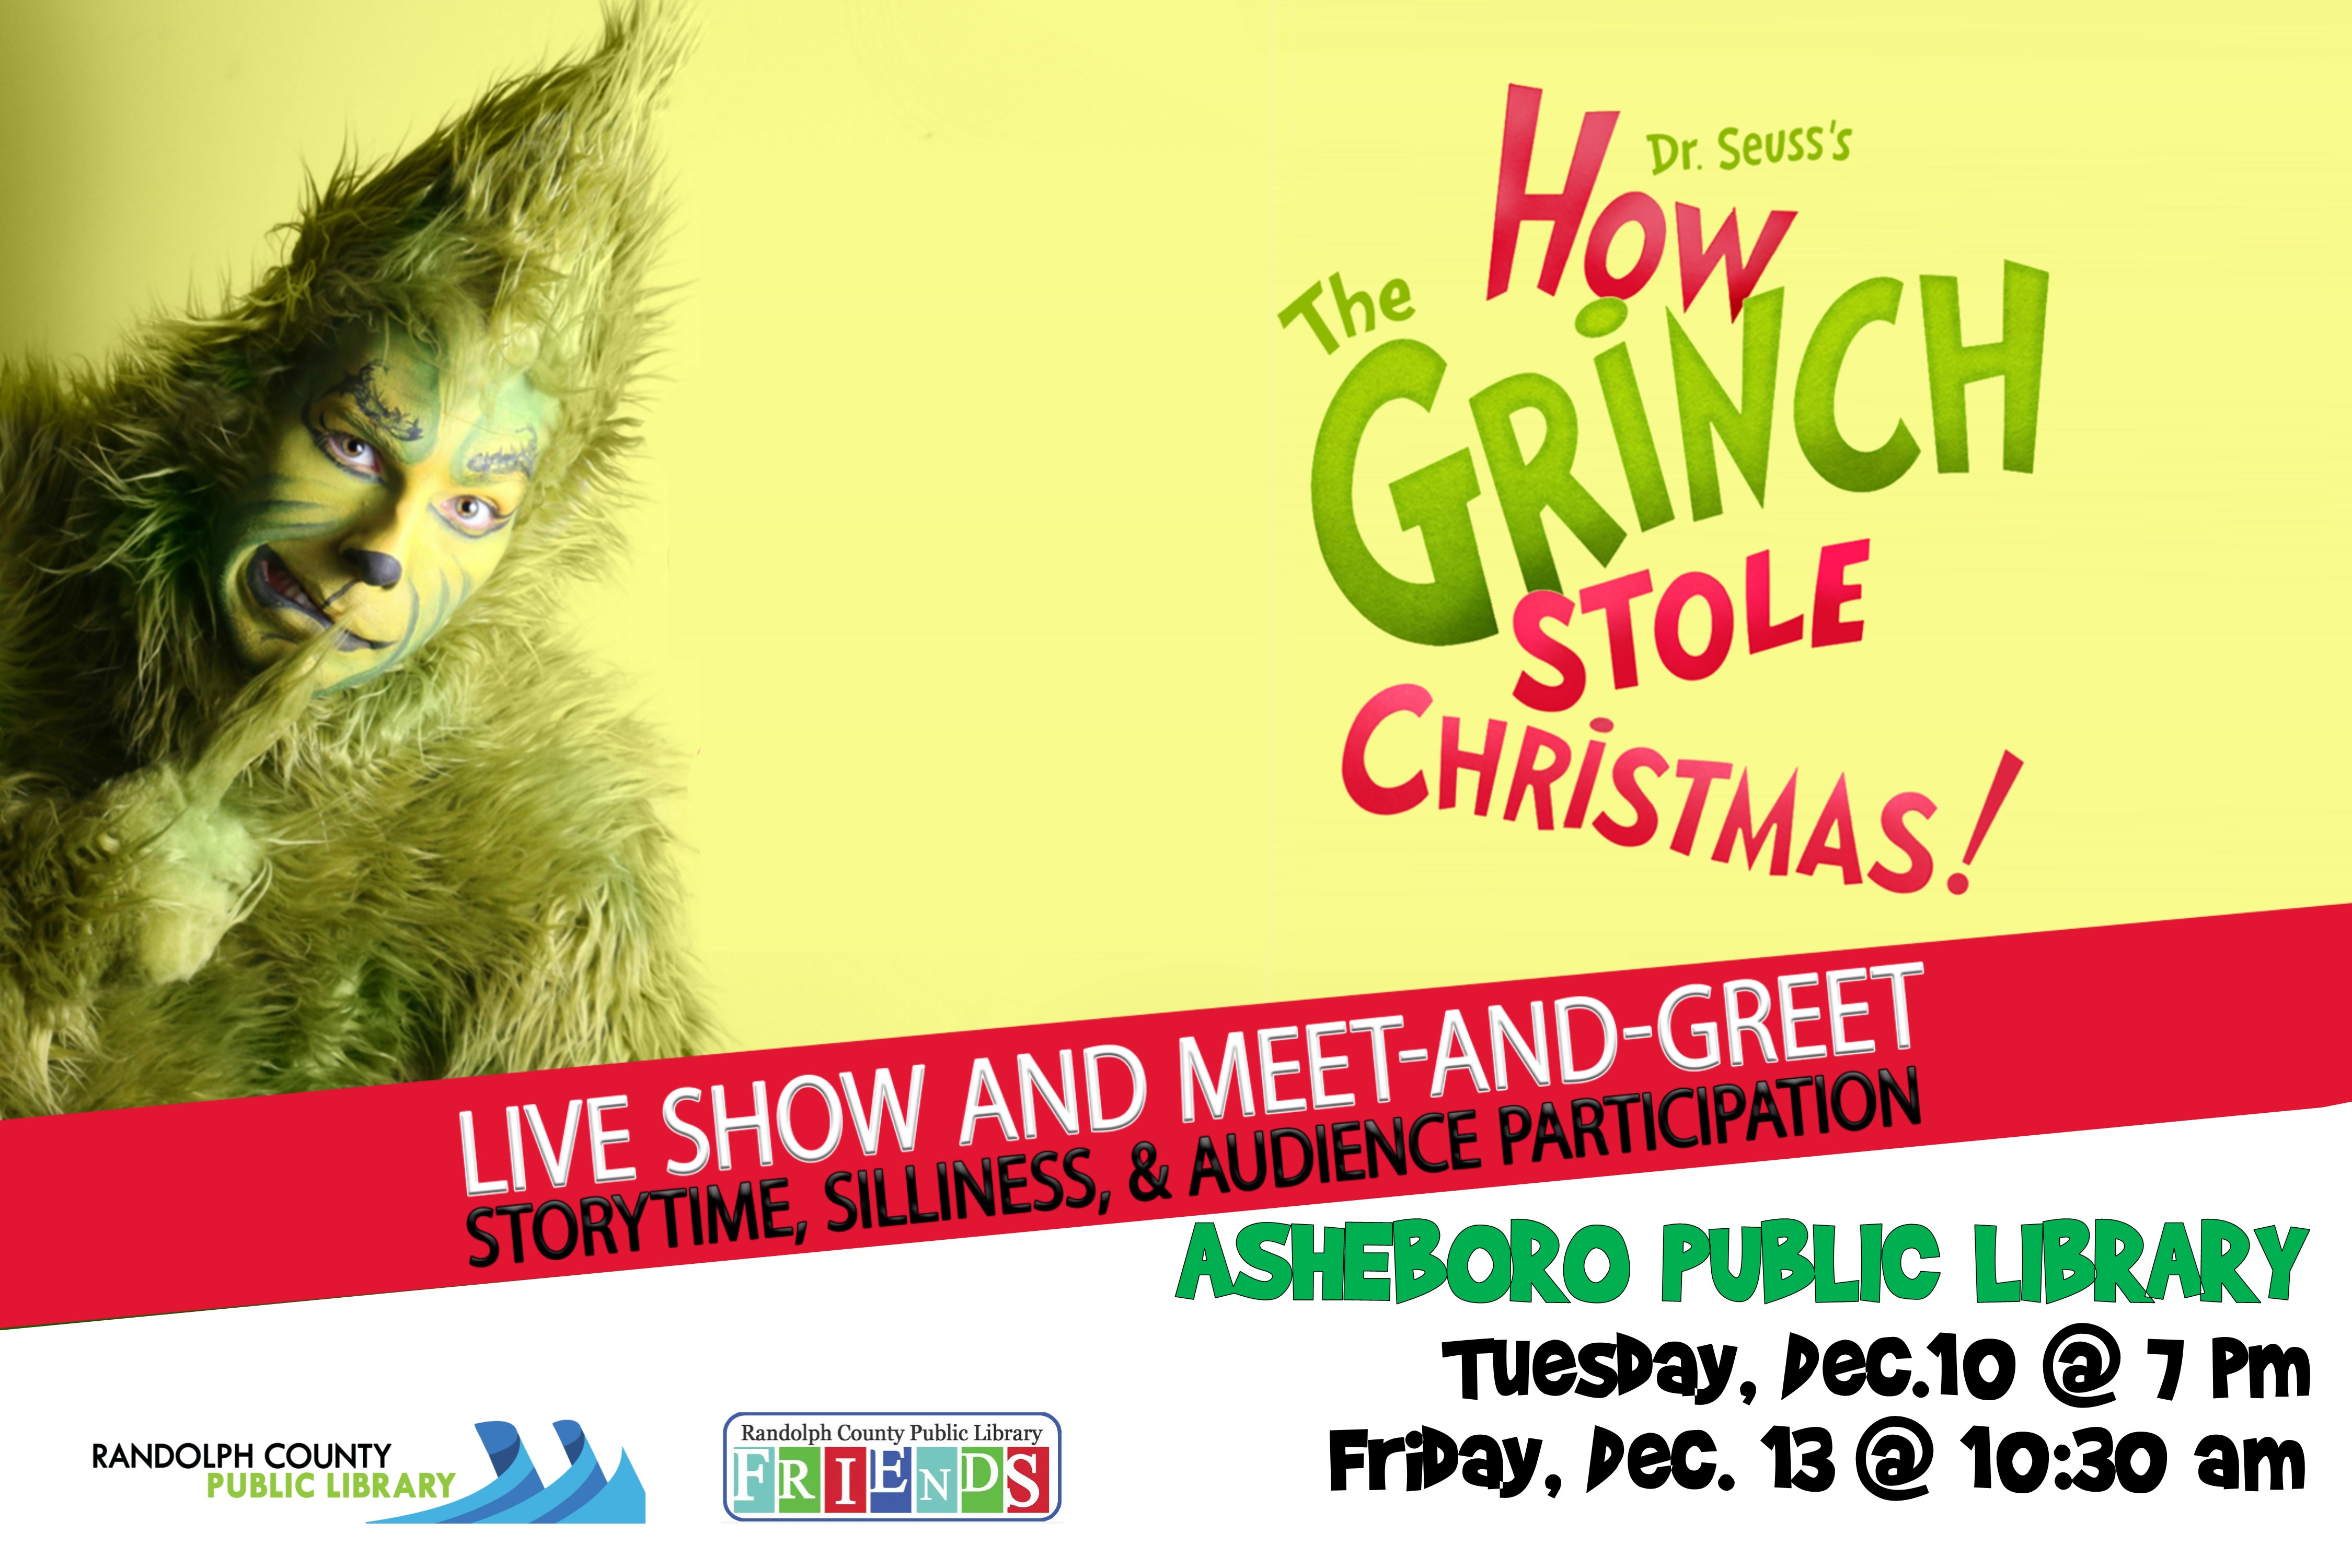 Dr. Seuss's
How
The
GRiNCH
STOLE
CHRiSTMAS!
LIVE SHOW AND MEET-AND-GREET
STORYTIME, SILLINESS, & AUDIENCE PARTICIPATION
ASHEBORO PUBLIC LIBRARY
Tuesday, Dec.10 @ 7 Pm
Friday, Dec. 13 @ 10:30 am
RANDOLPH COUNTY
PUBLIC LIBRARY
Randolph County Public Library
FRIENDS